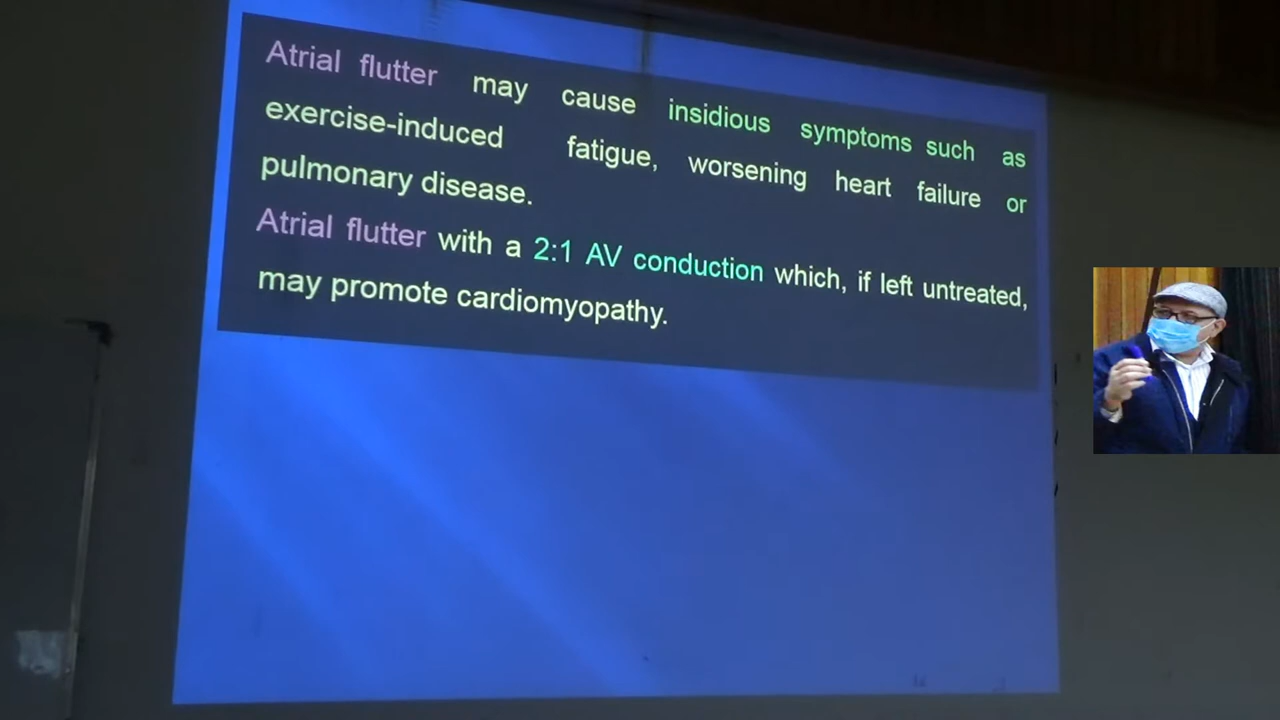 Atrial flutter may cause insidious symptoms such as
exercise-induced fatigue, worsening heart failure or
pulmonary disease.
Atrial flutter with a 2:1 AV conduction which, if left untreated,
may promote cardiomyopathy.